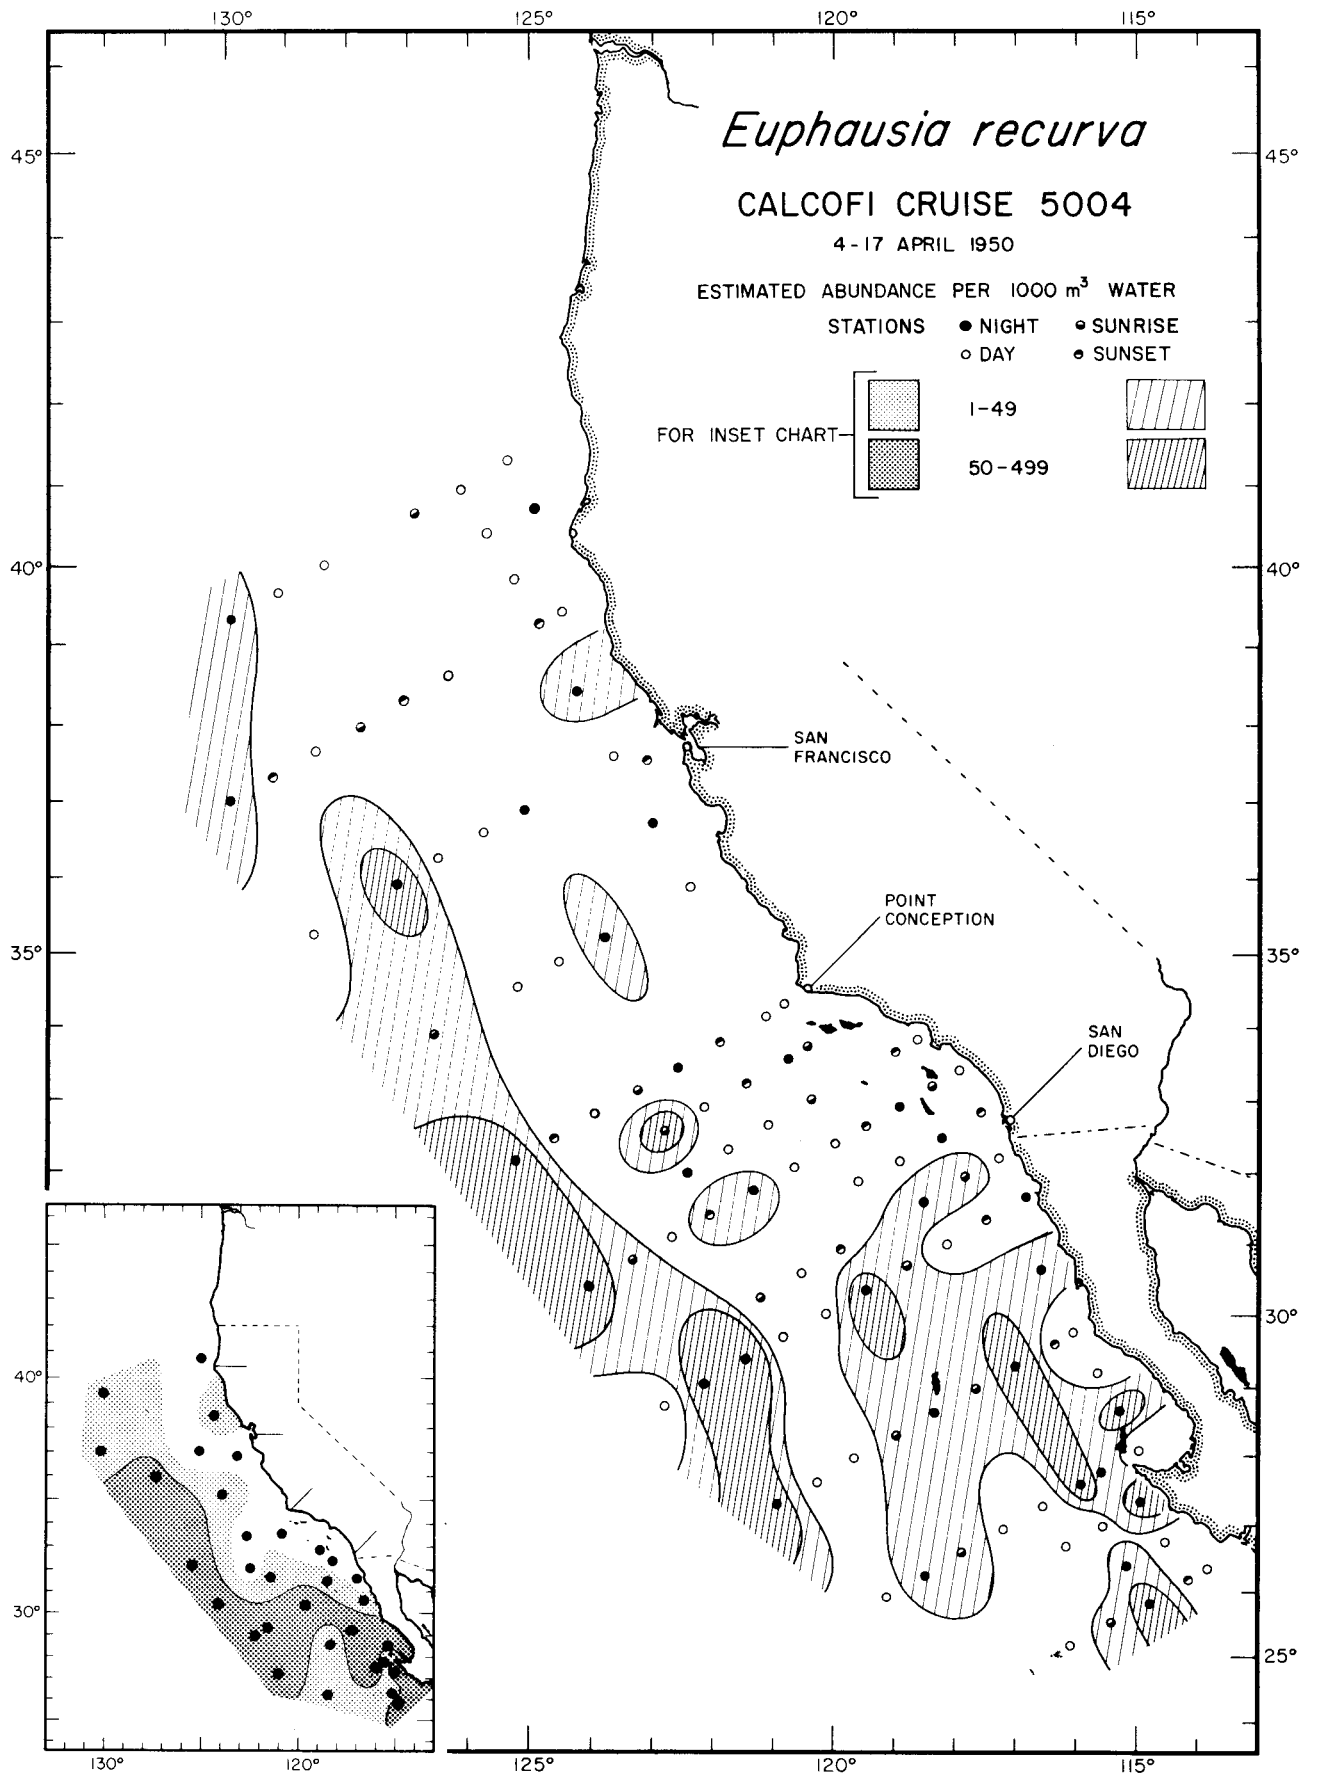 130° 125° 120° 115°
Euphausia recurva
45° 45°
CALCOFI CRUISE 5004
4-17 APRIL 1950
ESTIMATED ABUNDANCE PER 1000 m³ WATER
STATIONS NIGHT SUNRISE
DAY SUNSET
1-49
FOR INSET CHART
50-499
40° 40°
SAN
FRANCISCO
POINT
CONCEPTION
35° 35°
SAN
DIEGO
30°
40°
30°
25°
130° 120° 125° 120° 115°